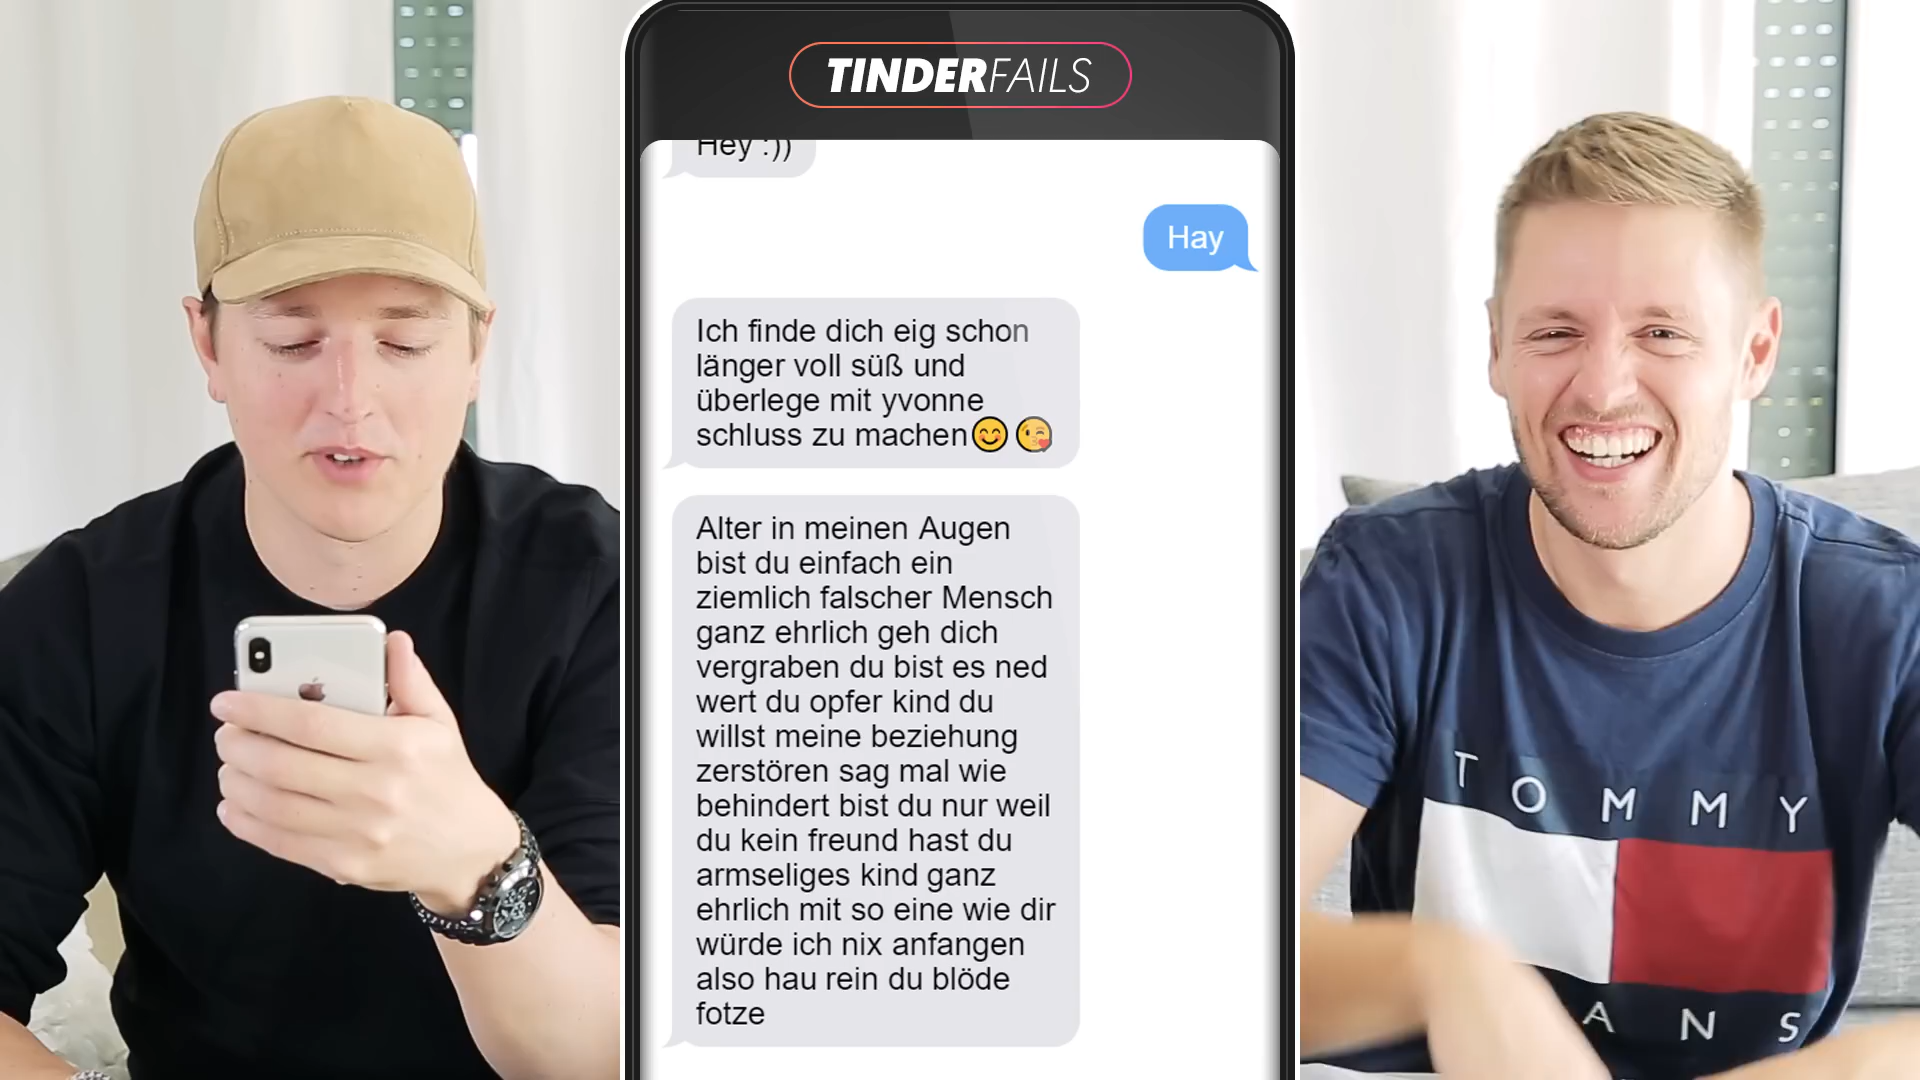 TINDERFAILS
Hey :))
Hay
Ich finde dich eig schon
länger voll süß und
überlege mit yvonne
schluss zu machen😊😘
Alter in meinen Augen
bist du einfach ein
ziemlich falscher Mensch
ganz ehrlich geh dich
vergraben du bist es ned
wert du opfer kind du
willst meine beziehung
zerstören sag mal wie
behindert bist du nur weil
du kein freund hast du
armseliges kind ganz
ehrlich mit so eine wie dir
würde ich nix anfangen
also hau rein du blöde
fotze
TOMMY
ANS